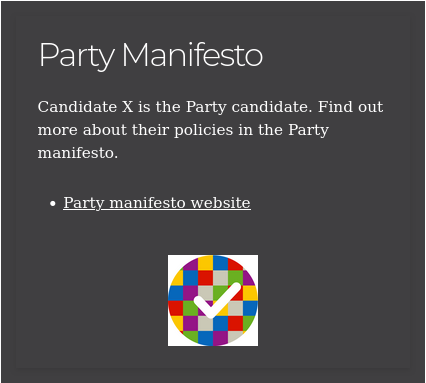 Party Manifesto
Candidate X is the Party candidate. Find out
more about their policies in the Party
manifesto.
• Party manifesto website